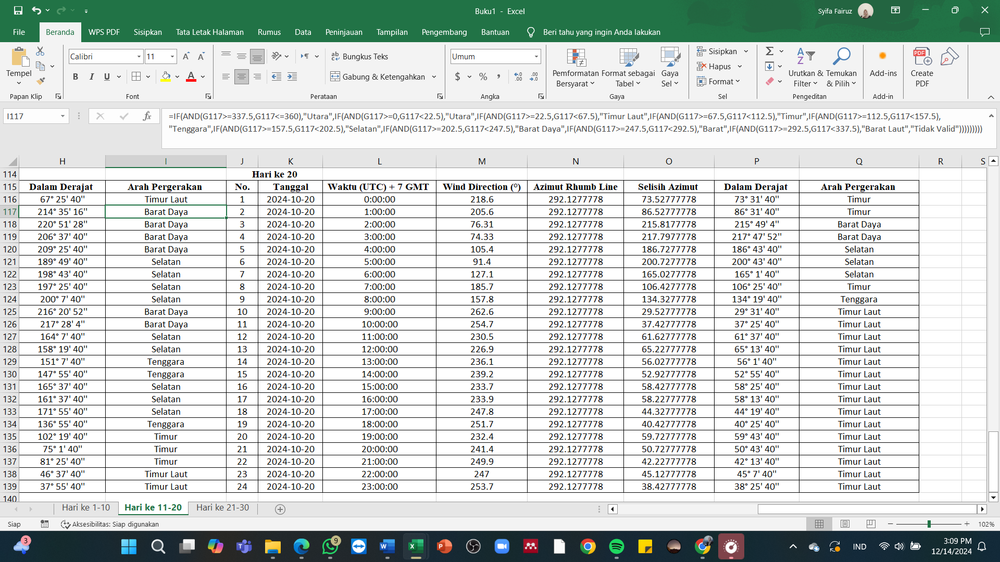 Buku1 - Excel
Syifa Fairuz
File Beranda WPS PDF Sisipkan Tata Letak Halaman Rumus Data Peninjauan Tampilan Pengembang Bantuan Beri tahu yang ingin Anda lakukan
Tempel
Papan Klip
Calibri 11
B I U
Font
ab Bungkus Teks
Gabung & Ketengahkan
Perataan
Umum
$ % ,
Angka
Pemformatan Bersyarat
Format sebagai Tabel
Gaya Sel
Gaya
Sisipkan
Hapus
Format
Sel
Urutkan & Filter
Temukan & Pilih
Pengeditan
Add-ins
Add-in
Create PDF
I117
fx
=IF(AND(G117>=337.5,G117<=360),"Utara",IF(AND(G117>=0,G117<22.5),"Utara",IF(AND(G117>=22.5,G117<67.5),"Timur Laut",IF(AND(G117>=67.5,G117<112.5),"Timur",IF(AND(G117>=112.5,G117<157.5),
"Tenggara",IF(AND(G117>=157.5,G117<202.5),"Selatan",IF(AND(G117>=202.5,G117<247.5),"Barat Daya",IF(AND(G117>=247.5,G117<292.5),"Barat",IF(AND(G117>=292.5,G117<337.5),"Barat Laut","Tidak Valid")))))))))
H I J K L M N O P Q R S
114 Hari ke 20
115 Dalam Derajat Arah Pergerakan No. Tanggal Waktu (UTC) + 7 GMT Wind Direction (°) Azimut Rhumb Line Selisih Azimut Dalam Derajat Arah Pergerakan
116 67° 25' 40" Timur Laut 1 2024-10-20 0:00:00 218.6 292.1277778 73.52777778 73° 31' 40" Timur
117 214° 35' 16" Barat Daya 2 2024-10-20 1:00:00 205.6 292.1277778 86.52777778 86° 31' 40" Timur
118 220° 51' 28" Barat Daya 3 2024-10-20 2:00:00 76.31 292.1277778 215.8177778 215° 49' 4" Barat Daya
119 206° 37' 40" Barat Daya 4 2024-10-20 3:00:00 74.33 292.1277778 217.7977778 217° 47' 52" Barat Daya
120 209° 25' 40" Barat Daya 5 2024-10-20 4:00:00 105.4 292.1277778 186.7277778 186° 43' 40" Selatan
121 189° 49' 40" Selatan 6 2024-10-20 5:00:00 91.4 292.1277778 200.7277778 200° 43' 40" Selatan
122 198° 43' 40" Selatan 7 2024-10-20 6:00:00 127.1 292.1277778 165.0277778 165° 1' 40" Selatan
123 197° 25' 40" Selatan 8 2024-10-20 7:00:00 185.7 292.1277778 106.4277778 106° 25' 40" Timur
124 200° 7' 40" Selatan 9 2024-10-20 8:00:00 157.8 292.1277778 134.3277778 134° 19' 40" Tenggara
125 216° 20' 52" Barat Daya 10 2024-10-20 9:00:00 262.6 292.1277778 29.52777778 29° 31' 40" Timur Laut
126 217° 28' 4" Barat Daya 11 2024-10-20 10:00:00 254.7 292.1277778 37.42777778 37° 25' 40" Timur Laut
127 164° 7' 40" Selatan 12 2024-10-20 11:00:00 230.5 292.1277778 61.62777778 61° 37' 40" Timur Laut
128 158° 19' 40" Selatan 13 2024-10-20 12:00:00 226.9 292.1277778 65.22777778 65° 13' 40" Timur Laut
129 151° 7' 40" Tenggara 14 2024-10-20 13:00:00 236.1 292.1277778 56.02777778 56° 1' 40" Timur Laut
130 147° 55' 40" Tenggara 15 2024-10-20 14:00:00 239.2 292.1277778 52.92777778 52° 55' 40" Timur Laut
131 165° 37' 40" Selatan 16 2024-10-20 15:00:00 233.7 292.1277778 58.42777778 58° 25' 40" Timur Laut
132 161° 37' 40" Selatan 17 2024-10-20 16:00:00 233.9 292.1277778 58.22777778 58° 13' 40" Timur Laut
133 171° 55' 40" Selatan 18 2024-10-20 17:00:00 247.8 292.1277778 44.32777778 44° 19' 40" Timur Laut
134 136° 55' 40" Tenggara 19 2024-10-20 18:00:00 251.7 292.1277778 40.42777778 40° 25' 40" Timur Laut
135 102° 19' 40" Timur 20 2024-10-20 19:00:00 232.4 292.1277778 59.72777778 59° 43' 40" Timur Laut
136 75° 1' 40" Timur 21 2024-10-20 20:00:00 241.4 292.1277778 50.72777778 50° 43' 40" Timur Laut
137 81° 25' 40" Timur 22 2024-10-20 21:00:00 249.9 292.1277778 42.22777778 42° 13' 40" Timur Laut
138 46° 37' 40" Timur Laut 23 2024-10-20 22:00:00 247 292.1277778 45.12777778 45° 7' 40" Timur Laut
139 37° 55' 40" Timur Laut 24 2024-10-20 23:00:00 253.7 292.1277778 38.42777778 38° 25' 40" Timur Laut
140
Hari ke 1-10 Hari ke 11-20 Hari ke 21-30
Siap Aksesibilitas: Siap digunakan 102%
3 9 IND 3:09 PM
12/14/2024